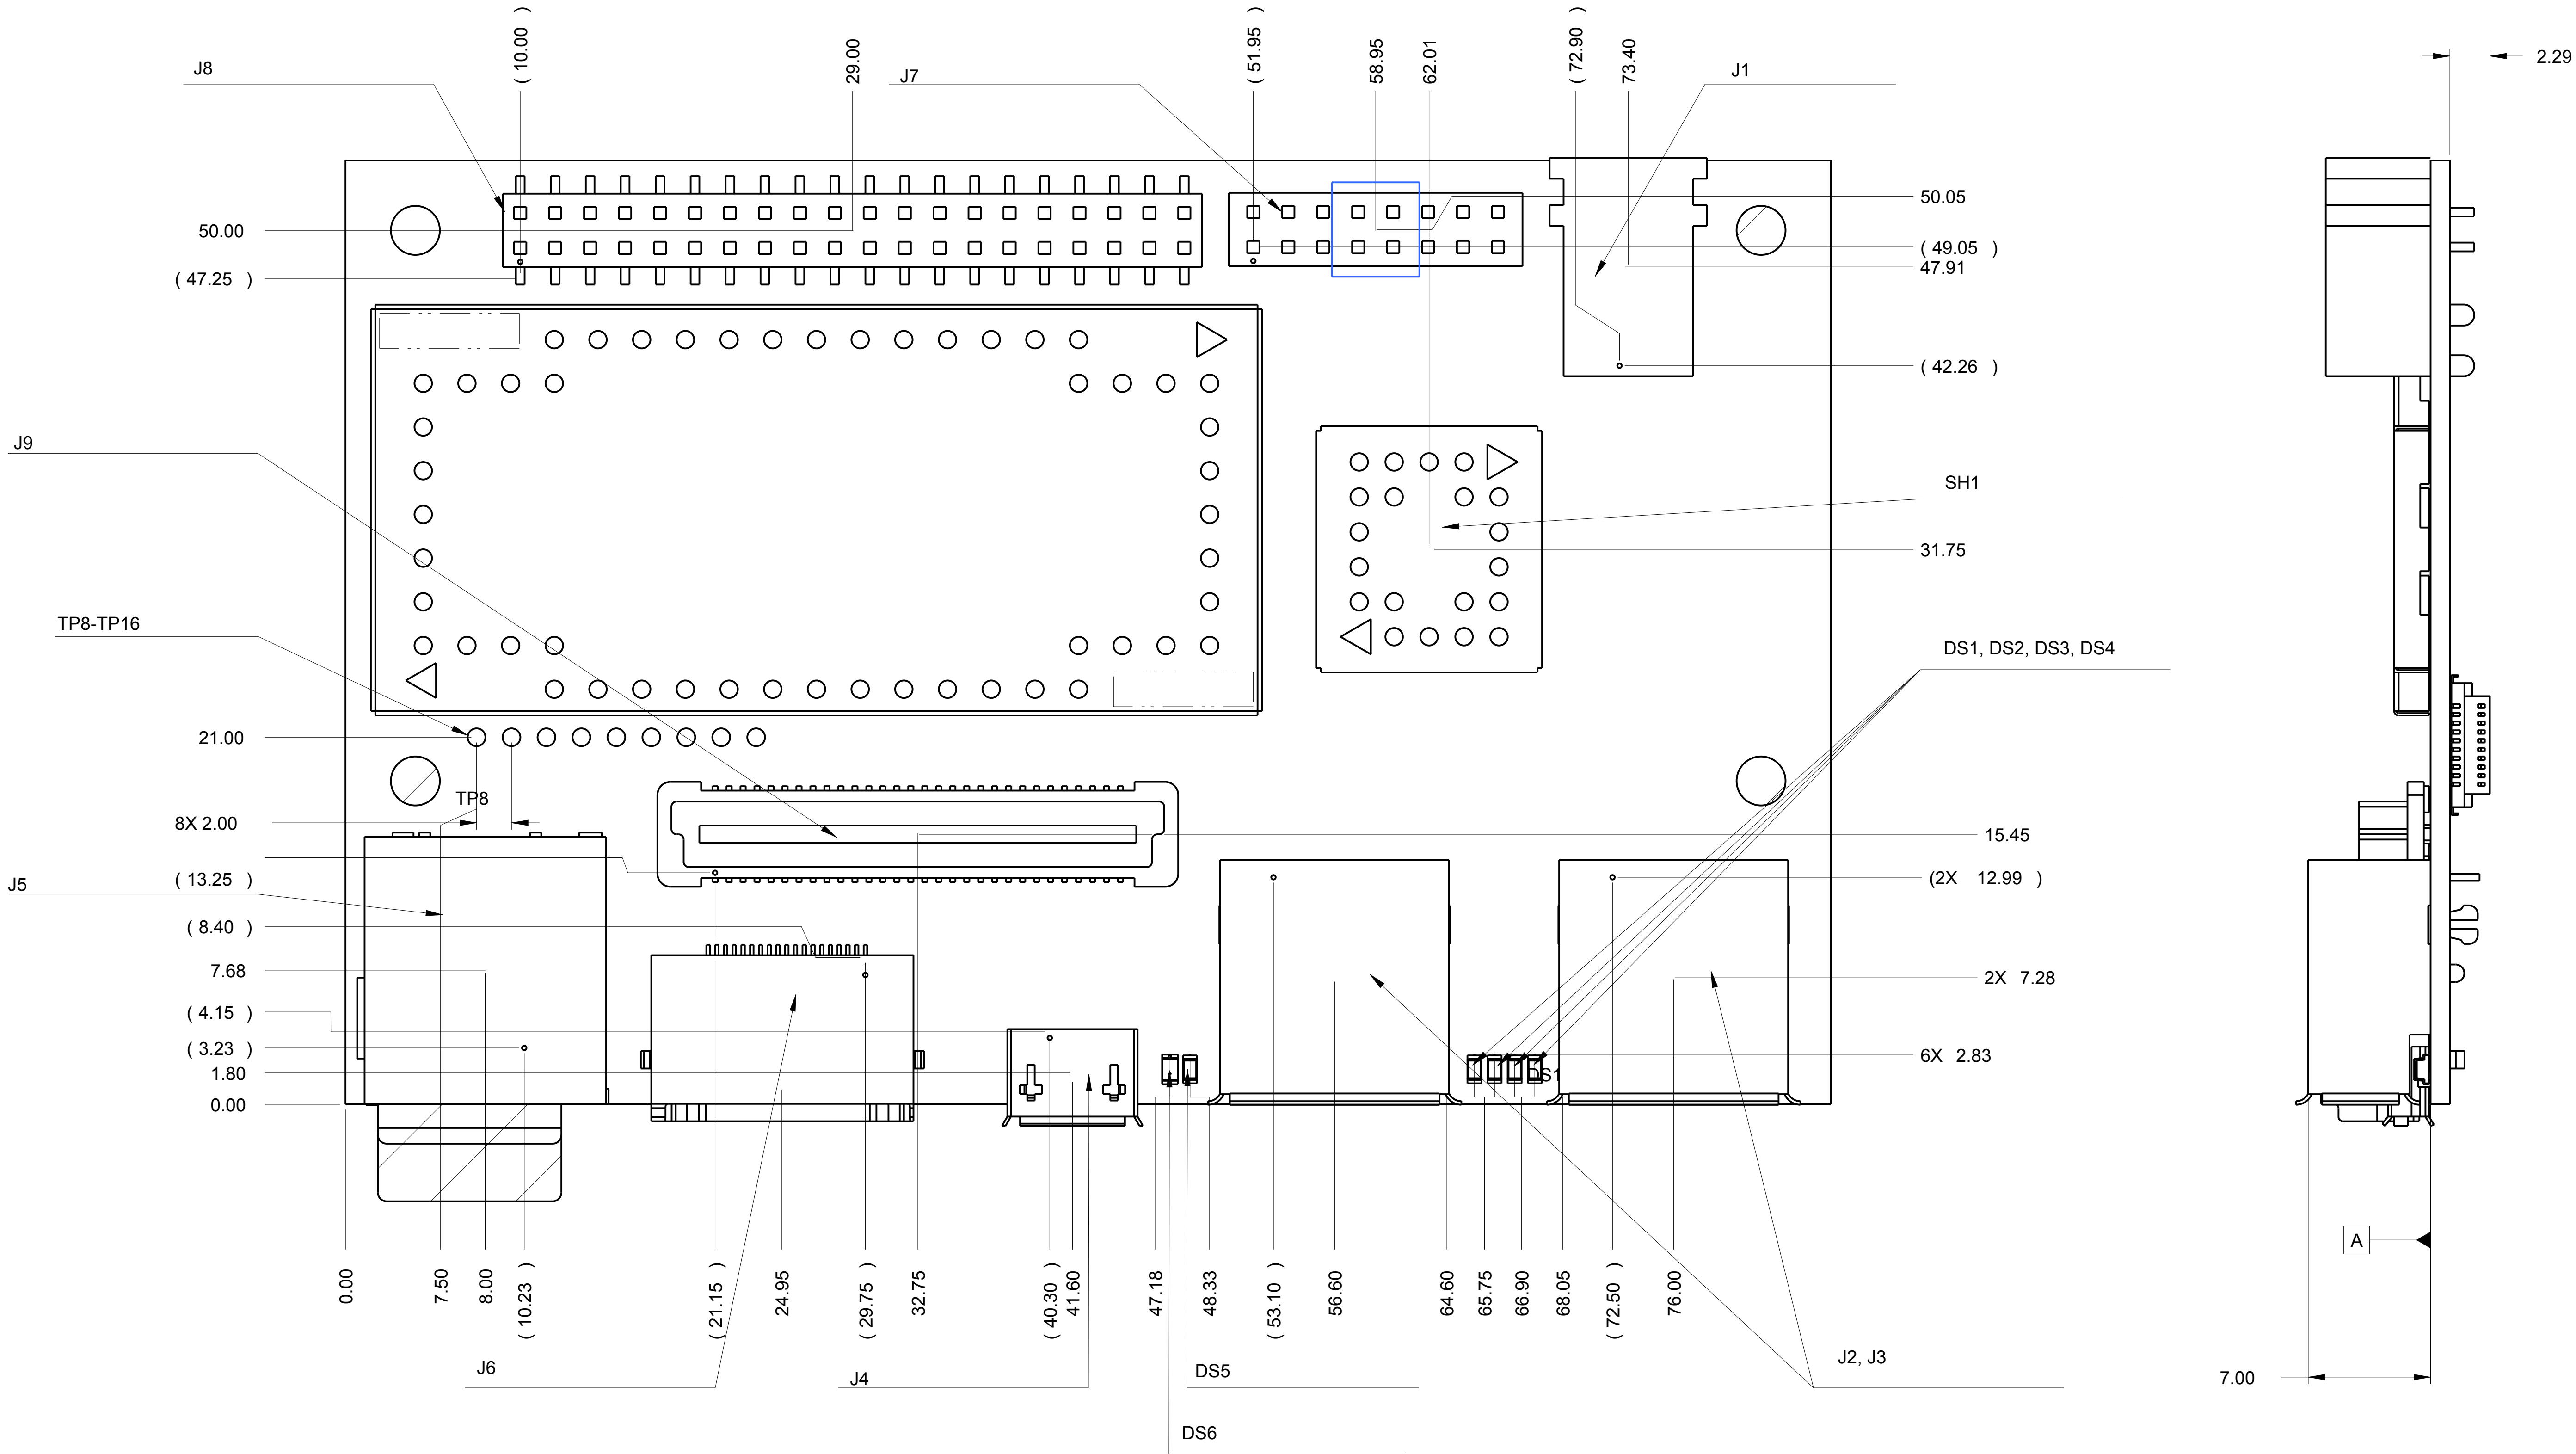 ( 10.00 )
29.00
( 51.95 )
58.95
62.01
( 72.90 )
73.40
2.29
J8
J7
J1
50.00
50.05
( 47.25 )
( 49.05 )
47.91
( 42.26 )
J9
SH1
31.75
TP8-TP16
DS1, DS2, DS3, DS4
21.00
TP8
8X 2.00
15.45
J5
( 13.25 )
(2X 12.99 )
( 8.40 )
7.68
2X 7.28
( 4.15 )
( 3.23 )
6X 2.83
1.80
DS1
0.00
A
0.00
7.50
8.00
( 10.23 )
( 21.15 )
24.95
( 29.75 )
32.75
( 40.30 )
41.60
47.18
48.33
( 53.10 )
56.60
64.60
65.75
66.90
68.05
( 72.50 )
76.00
J6
J4
DS5
J2, J3
7.00
DS6